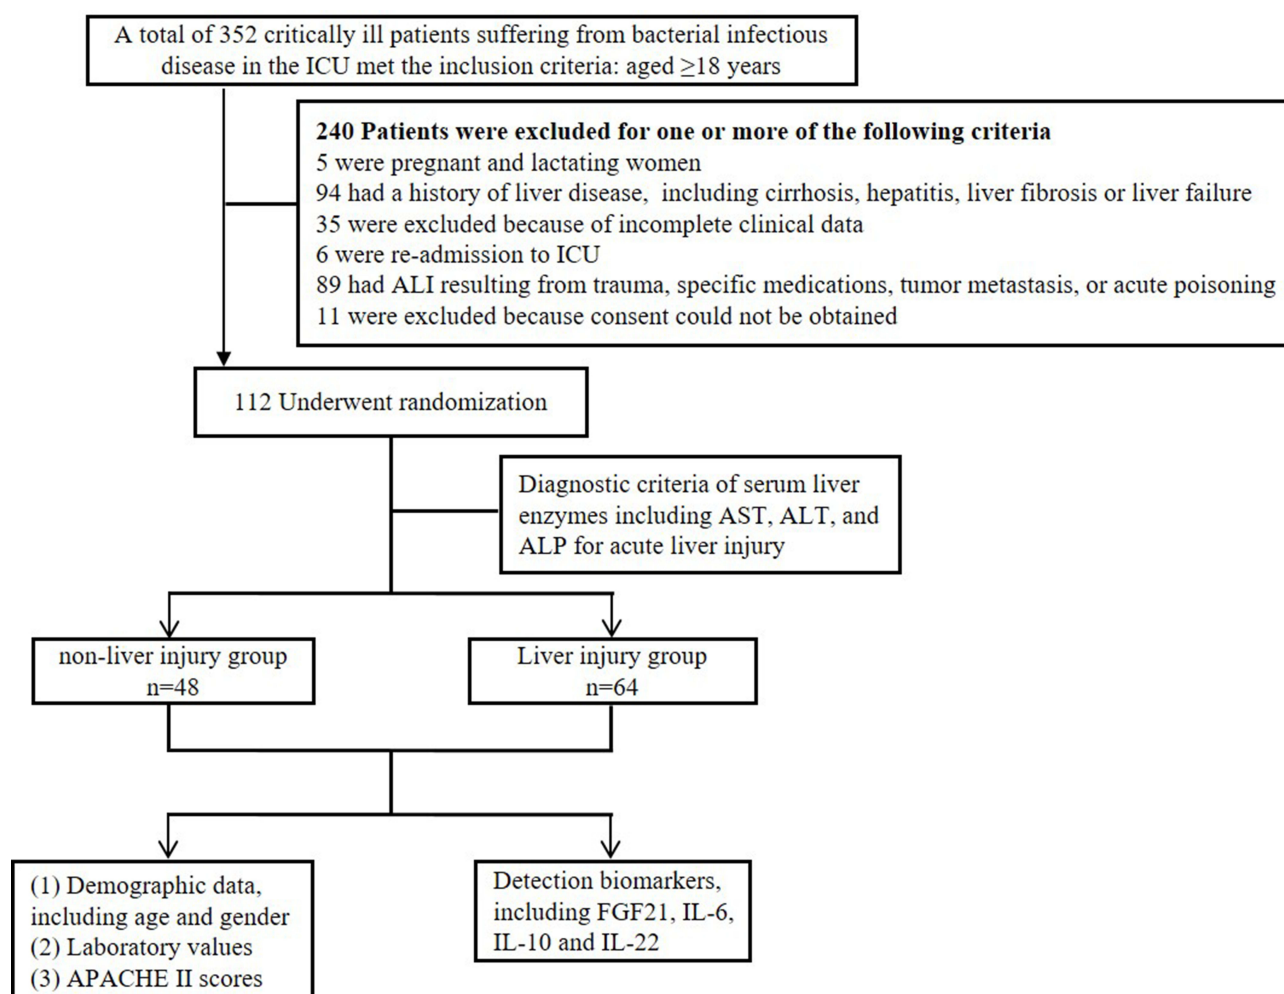 A total of 352 critically ill patients suffering from bacterial infectious
disease in the ICU met the inclusion criteria: aged ≥18 years
240 Patients were excluded for one or more of the following criteria
5 were pregnant and lactating women
94 had a history of liver disease, including cirrhosis, hepatitis, liver fibrosis or liver failure
35 were excluded because of incomplete clinical data
6 were re-admission to ICU
89 had ALI resulting from trauma, specific medications, tumor metastasis, or acute poisoning
11 were excluded because consent could not be obtained
112 Underwent randomization
Diagnostic criteria of serum liver
enzymes including AST, ALT, and
ALP for acute liver injury
non-liver injury group
n=48
Liver injury group
n=64
(1) Demographic data,
including age and gender
(2) Laboratory values
(3) APACHE II scores
Detection biomarkers,
including FGF21, IL-6,
IL-10 and IL-22